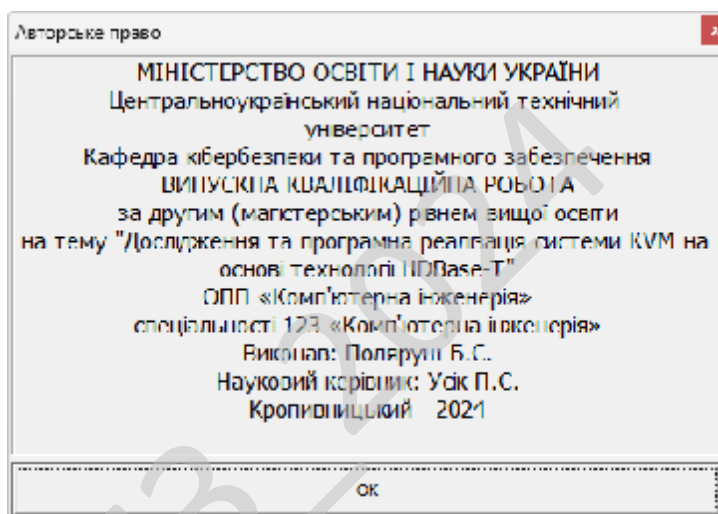 Авторське право
МІНІСТЕРСТВО ОСВІТИ І НАУКИ УКРАЇНИ
Центральноукраїнський національний технічний
університет
Кафедра кібербезпеки та програмного забезпечення
ВИПУСКНА КВАЛІФІКАЦІЙНА РОБОТА
за другим (магістерським) рівнем вищої освіти
на тему "Дослідження та програмна реалізація системи KVM на
основі технології HDBase-T"
ОПП «Комп'ютерна інженерія»
спеціальності 123 «Комп'ютерна інженерія»
Виконав: Поляруш Б.С.
Науковий керівник: Усік П.С.
Кропивницький 2024
ОК
_2024